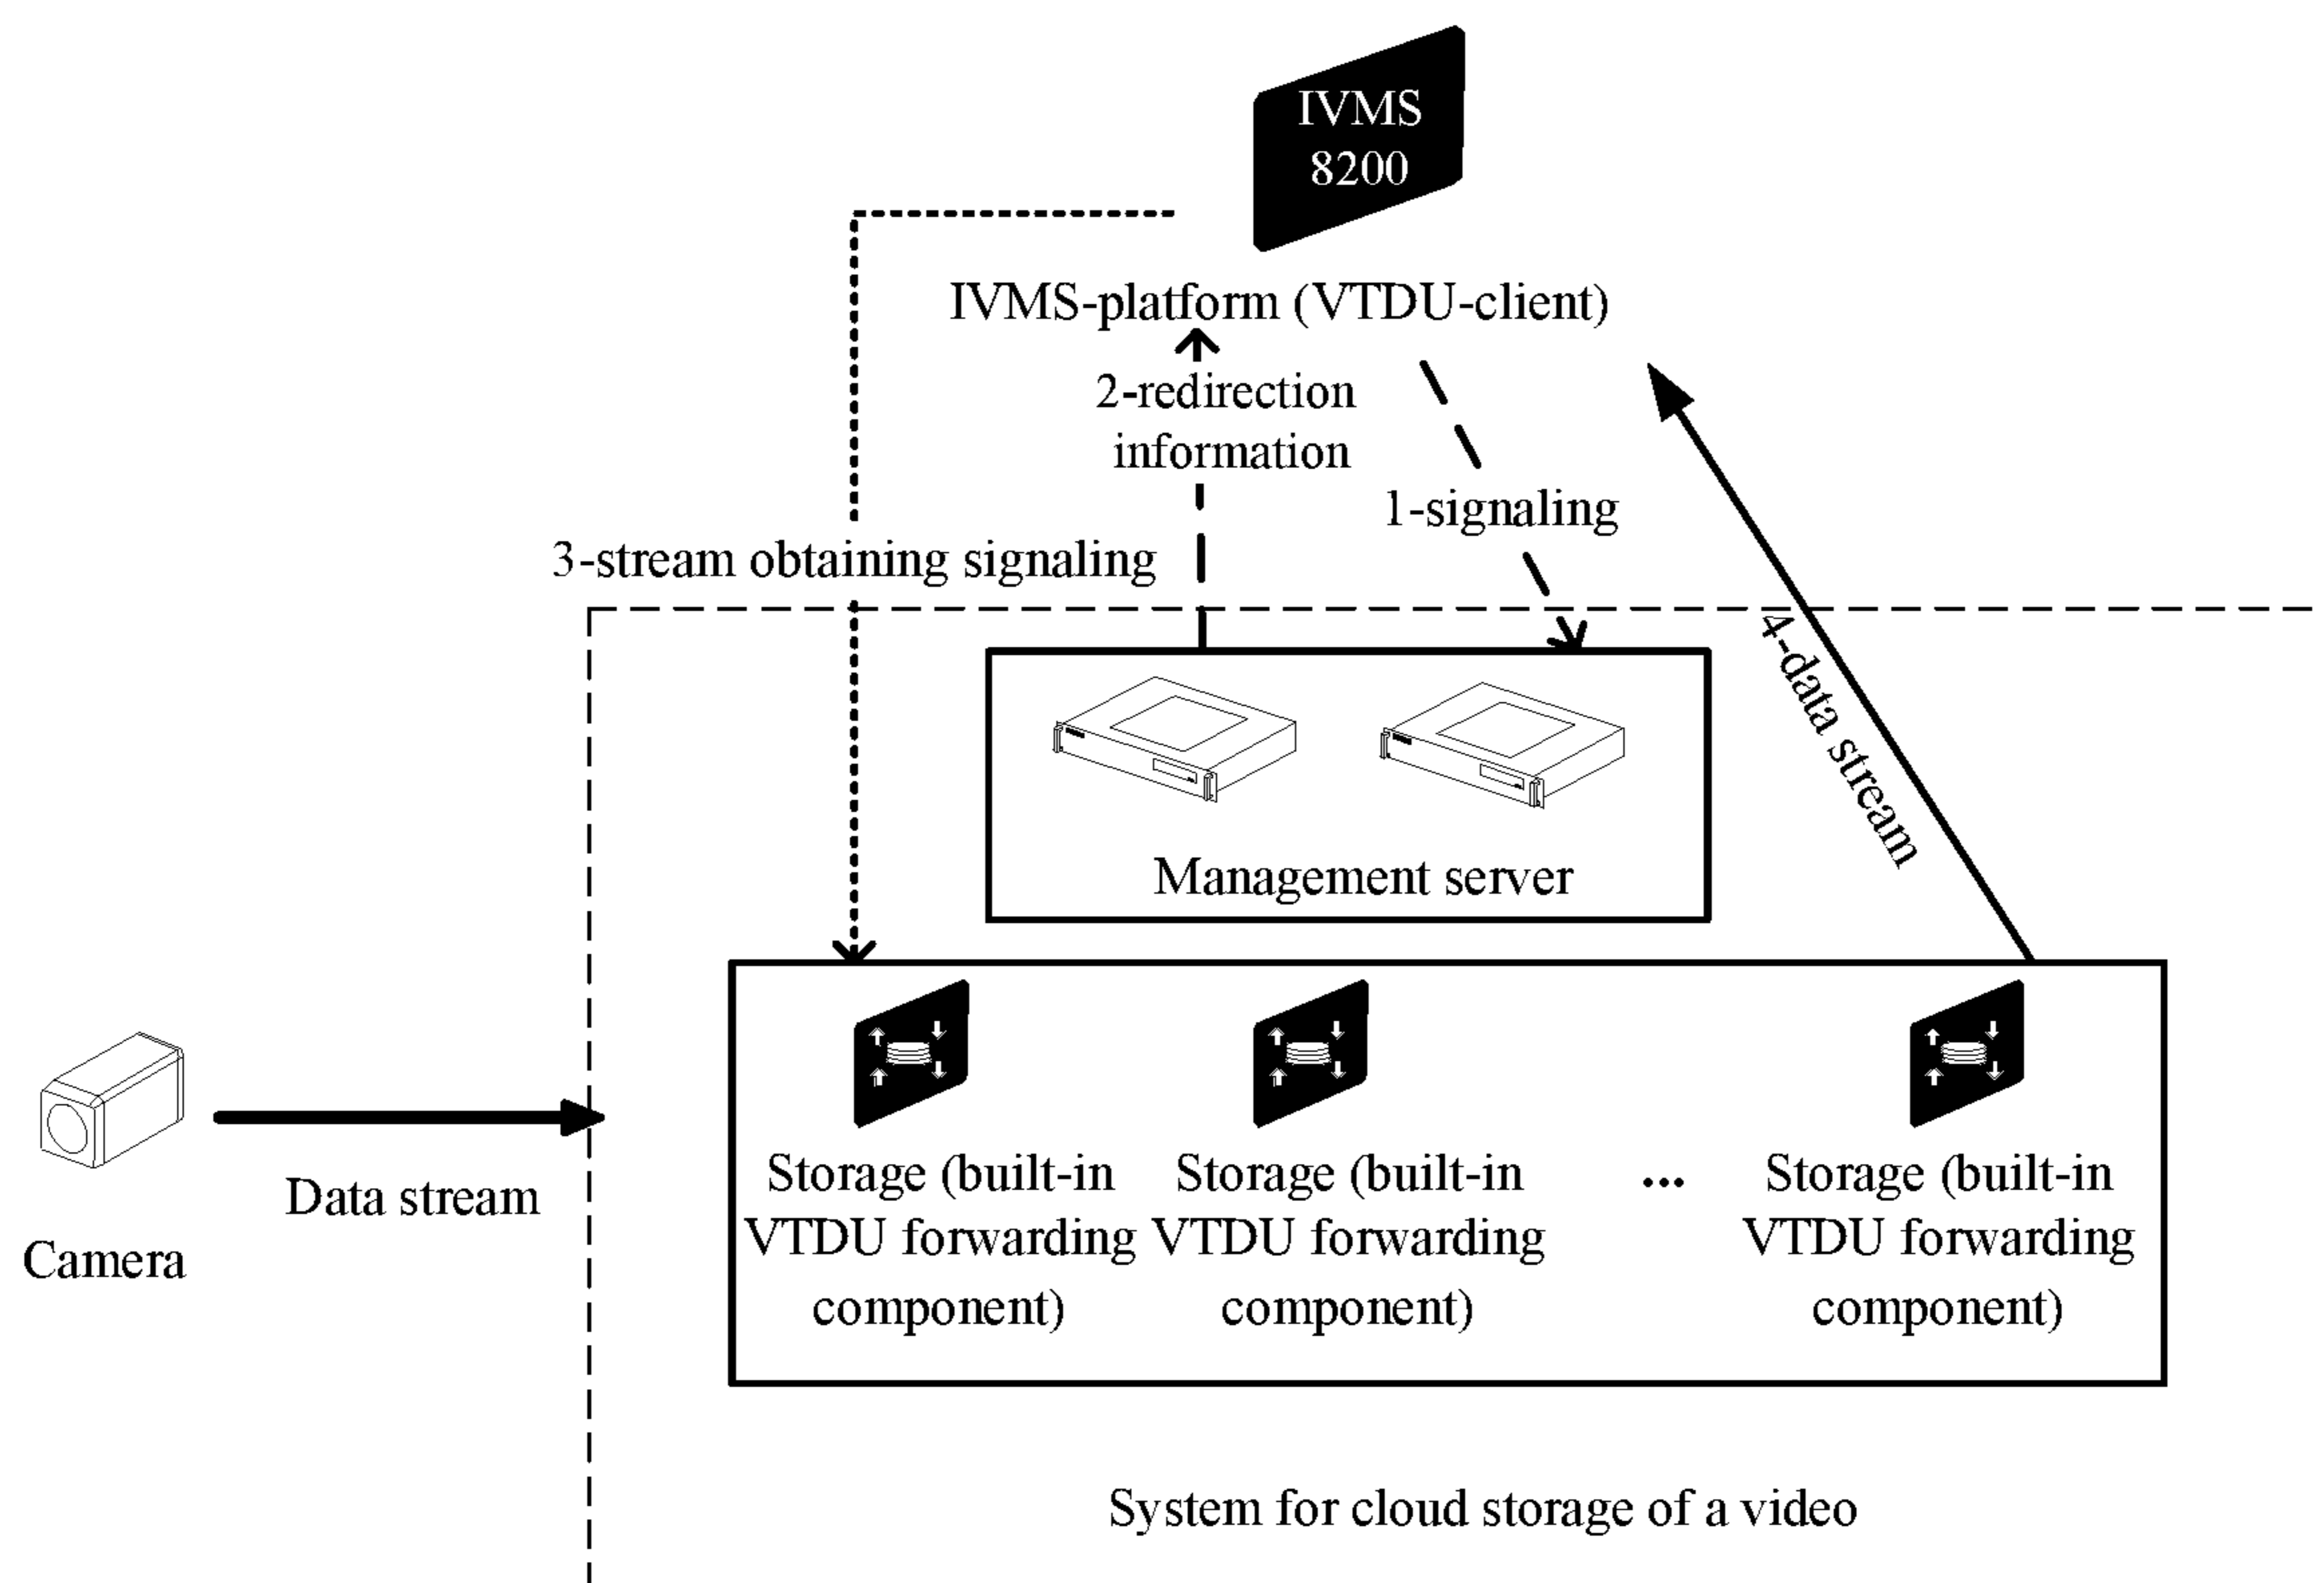 IVMS
8200
IVMS-platform (VTDU-client)
2-redirection
information
1-signaling
3-stream obtaining signaling
4-data stream
Management server
Data stream
Camera
Storage (built-in
VTDU forwarding
component)
Storage (built-in
VTDU forwarding
component)
...
Storage (built-in
VTDU forwarding
component)
System for cloud storage of a video